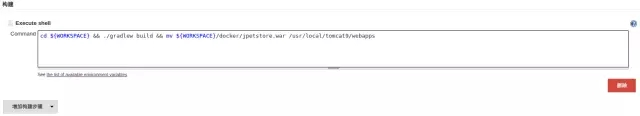 构建
Execute shell
Command cd ${WORKSPACE} && ./gradlew build && mv ${WORKSPACE}/docker/jpetstore.war /usr/local/tomcat9/webapps
See the list of available environment variables
删除
增加构建步骤